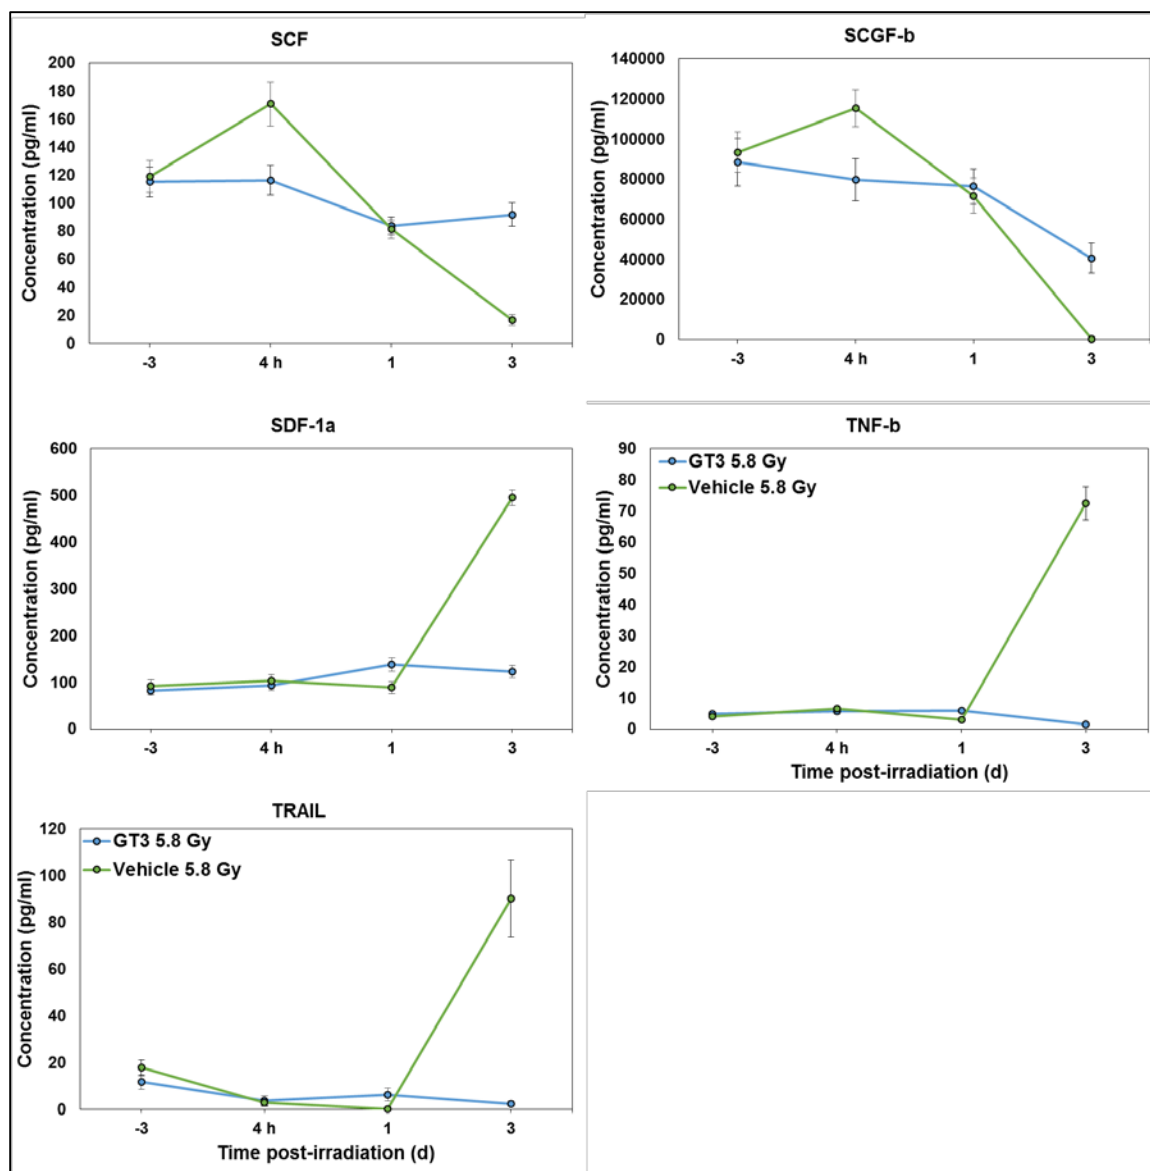 SCF
Concentration (pg/ml)
200
180
160
140
120
100
80
60
40
20
0
-3 4 h 1 3
SCGF-b
Concentration (pg/ml)
140000
120000
100000
80000
60000
40000
20000
0
-3 4 h 1 3
SDF-1a
Concentration (pg/ml)
600
500
400
300
200
100
0
-3 4 h 1 3
TNF-b
GT3 5.8 Gy
Vehicle 5.8 Gy
Concentration (pg/ml)
90
80
70
60
50
40
30
20
10
0
-3 4 h 1 3
Time post-irradiation (d)
TRAIL
GT3 5.8 Gy
Vehicle 5.8 Gy
Concentration (pg/ml)
120
100
80
60
40
20
0
-3 4 h 1 3
Time post-irradiation (d)